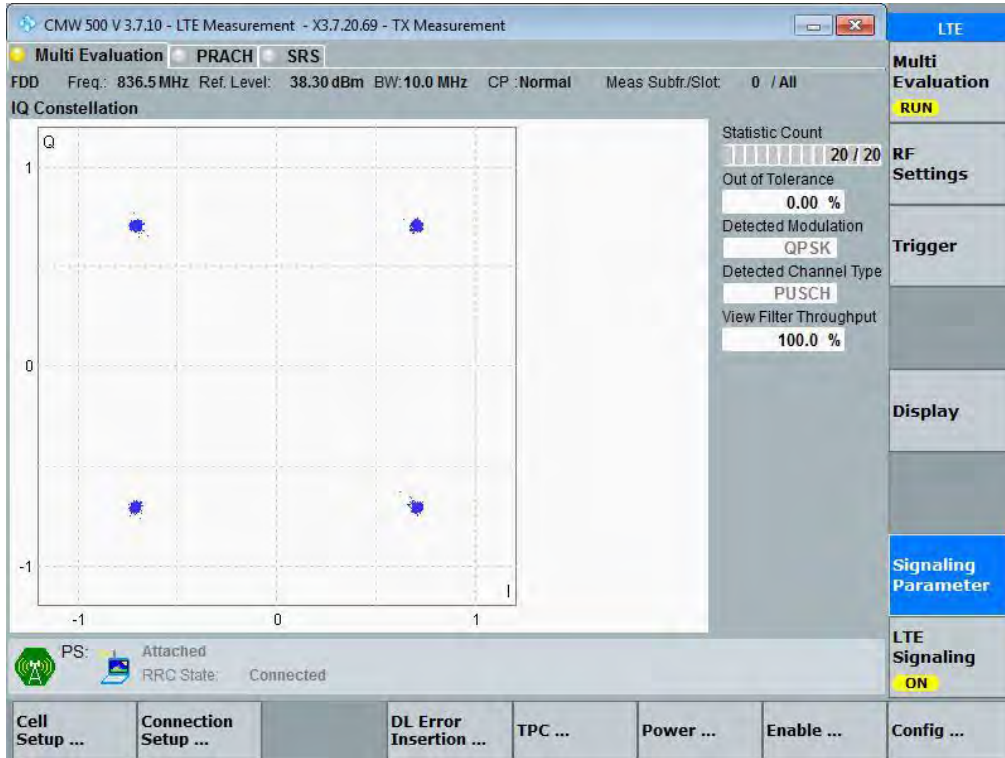 CMW 500 V 3.7.10 - LTE Measurement - X3.7.20.69 - TX Measurement
LTE
Multi Evaluation PRACH SRS
FDD Freq.: 836.5 MHz Ref. Level: 38.30 dBm BW: 10.0 MHz CP : Normal Meas Subfr./Slot: 0 / All
IQ Constellation
Q
1
0
-1
I
-1 0 1
Statistic Count
20 / 20
Out of Tolerance
0.00 %
Detected Modulation
QPSK
Detected Channel Type
PUSCH
View Filter Throughput
100.0 %
Multi
Evaluation
RUN
RF
Settings
Trigger
Display
Signaling
Parameter
LTE
Signaling
ON
PS: Attached
RRC State: Connected
Cell
Setup ...
Connection
Setup ...
DL Error
Insertion ...
TPC ...
Power ...
Enable ...
Config ...